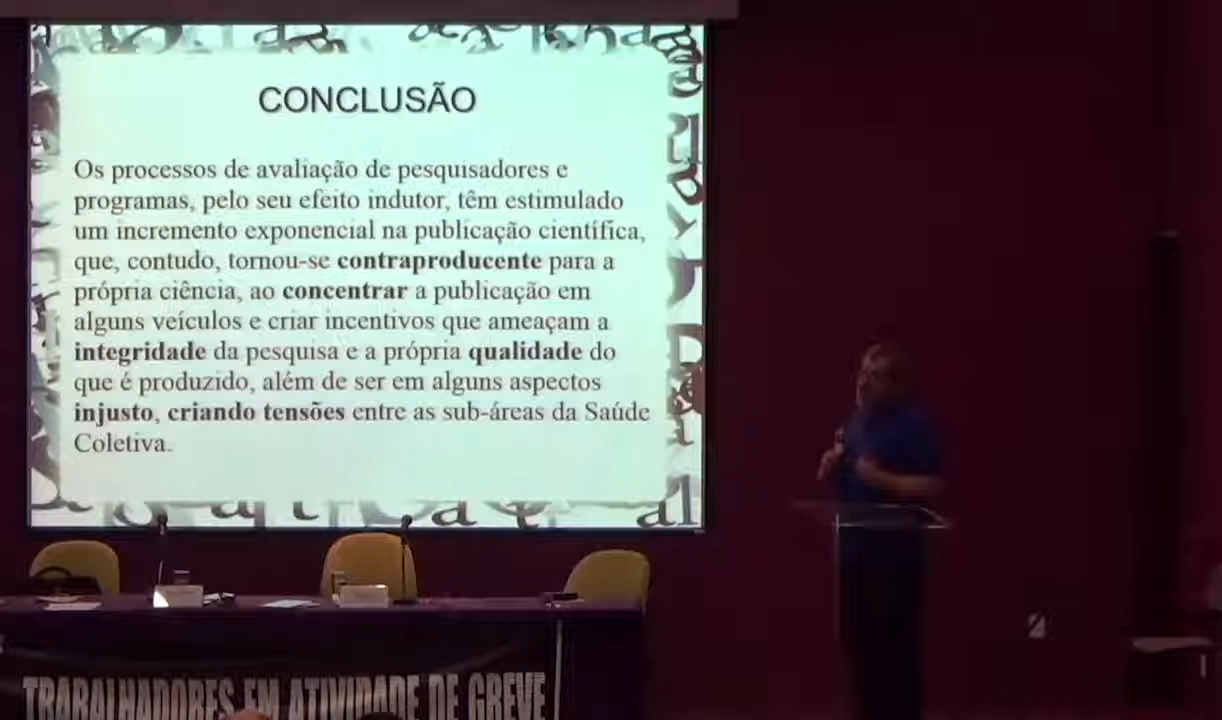 CONCLUSÃO
Os processos de avaliação de pesquisadores e
programas, pelo seu efeito indutor, têm estimulado
um incremento exponencial na publicação científica,
que, contudo, tornou-se contraproducente para a
própria ciência, ao concentrar a publicação em
alguns veículos e criar incentivos que ameaçam a
integridade da pesquisa e a própria qualidade do
que é produzido, além de ser em alguns aspectos
injusto, criando tensões entre as sub-áreas da Saúde
Coletiva.
TRABALHADORES EM ATIVIDADE DE GREVE